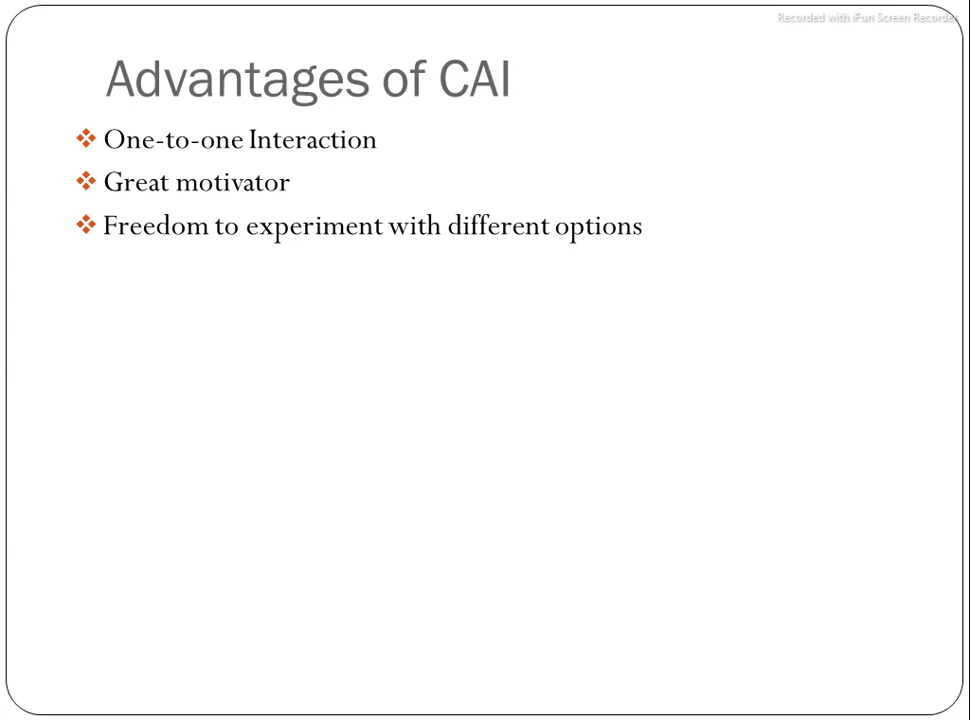 Recorded with iFun Screen Recorder
Advantages of CAI
One-to-one Interaction
Great motivator
Freedom to experiment with different options